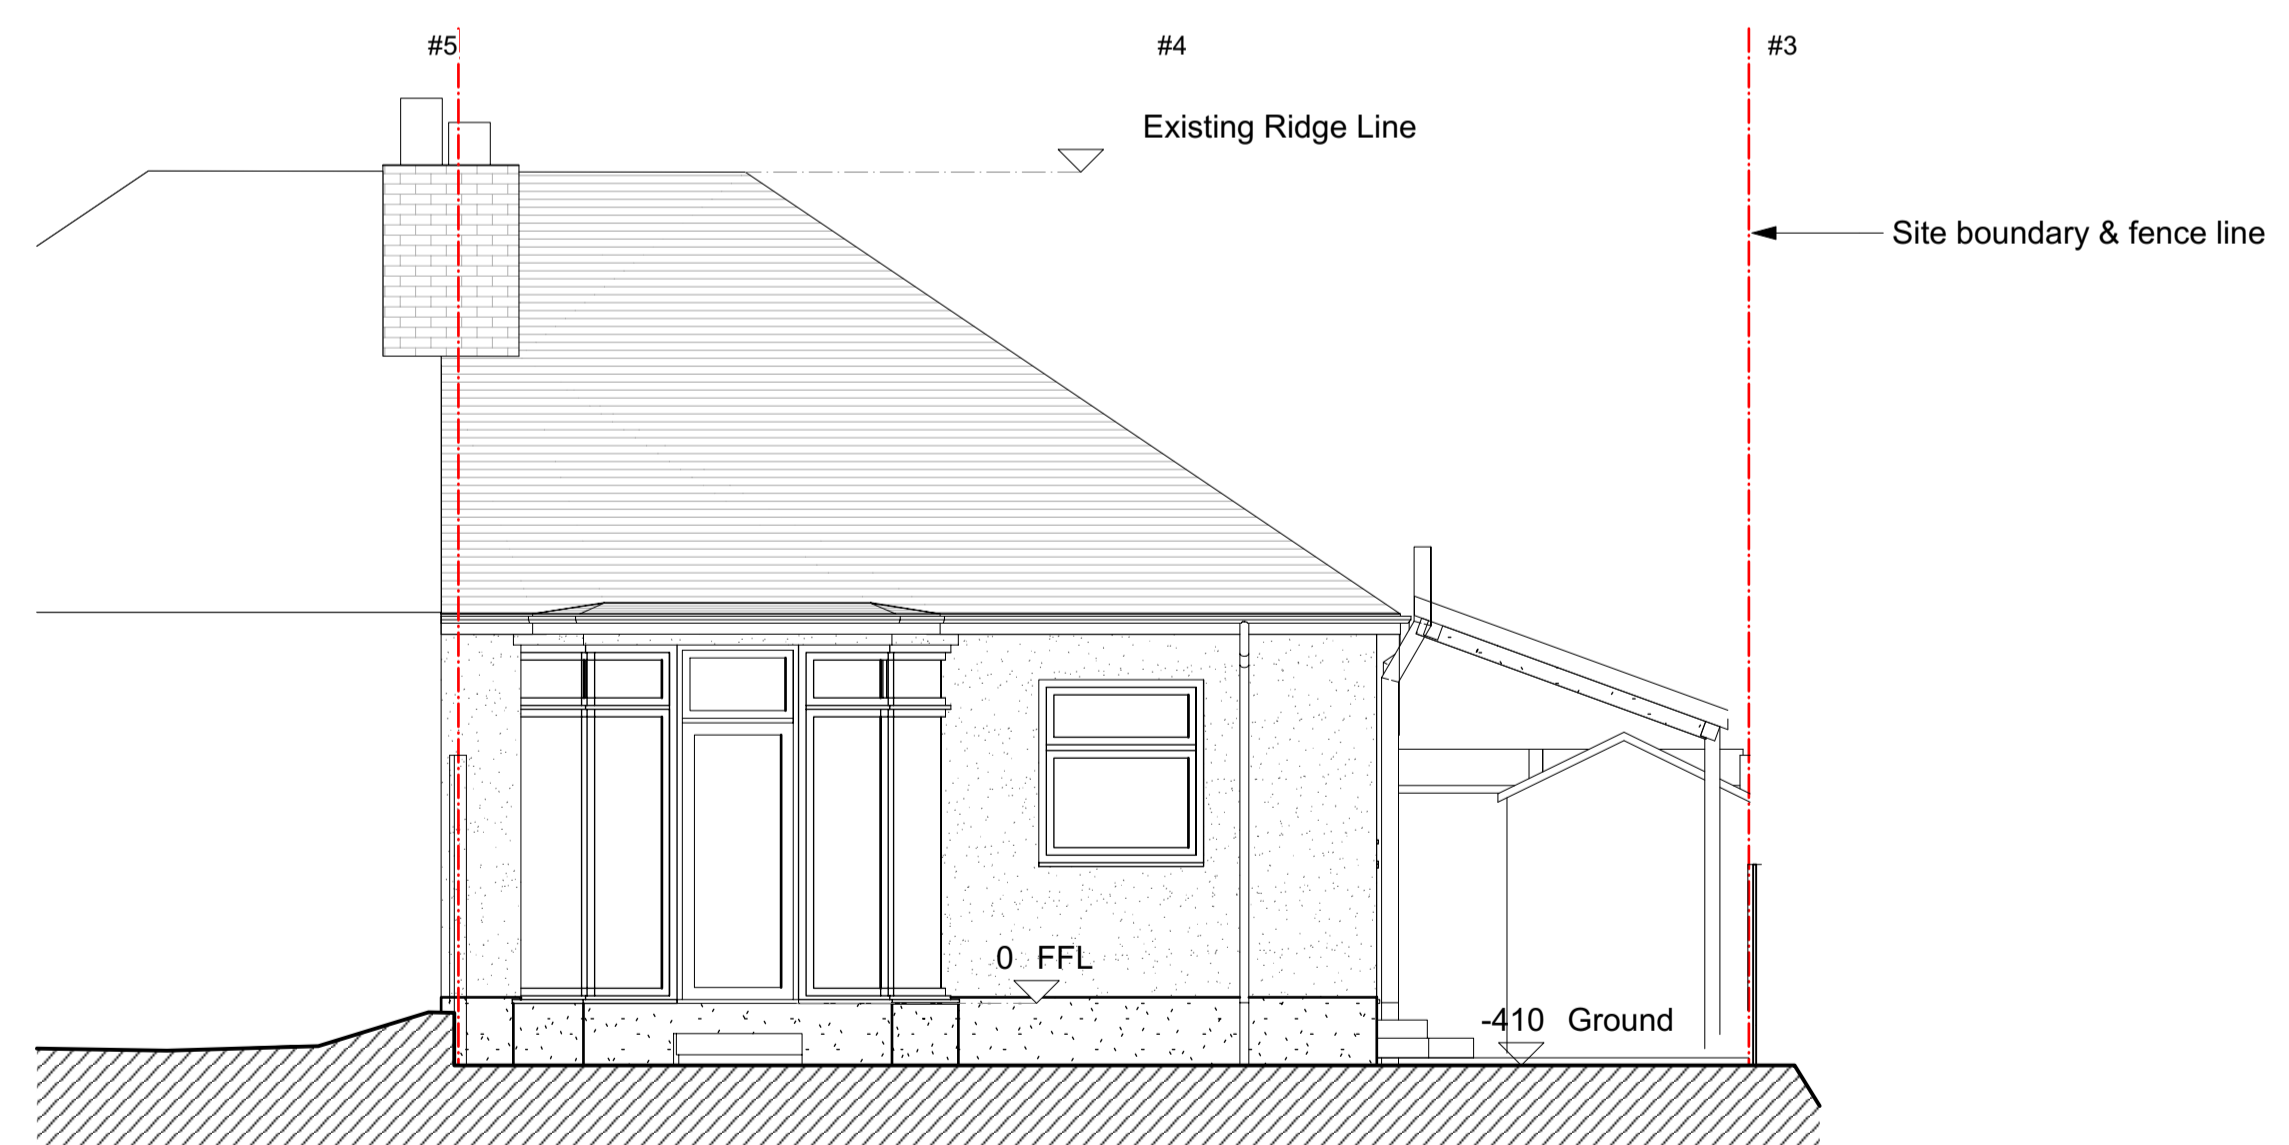 #5
#4
#3
Existing Ridge Line
Site boundary & fence line
0 FFL
-410 Ground